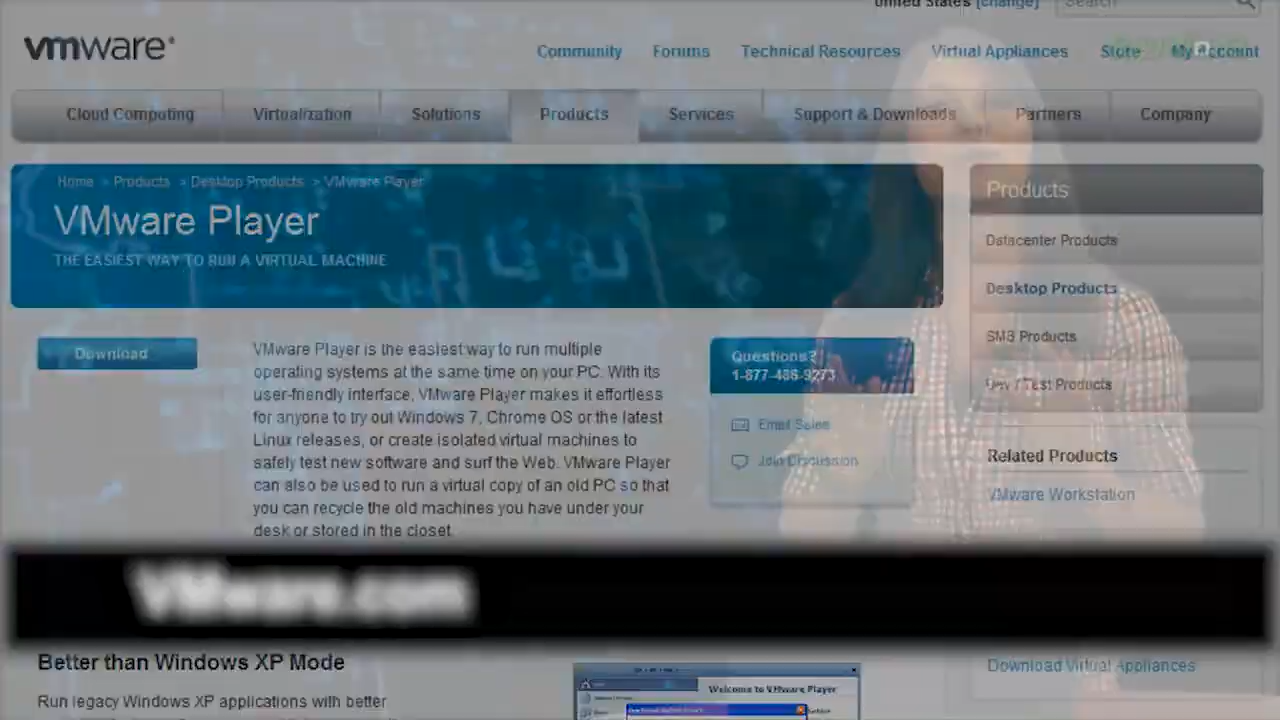 United States (change)
Search
vmware
Community
Forums
Technical Resources
Virtual Appliances
Store
My Account
Cloud Computing
Virtualization
Solutions
Products
Services
Support & Downloads
Partners
Company
Home » Products » Desktop Products > VMware Player
VMware Player
THE EASIEST WAY TO RUN A VIRTUAL MACHINE
Products
Datacenter Products
Desktop Products
SMB Products
Dev / Test Products
Download
VMware Player is the easiest way to run multiple
operating systems at the same time on your PC. With its
user-friendly interface, VMware Player makes it effortless
for anyone to try out Windows 7, Chrome OS or the latest
Linux releases, or create isolated virtual machines to
safely test new software and surf the Web. VMware Player
can also be used to run a virtual copy of an old PC so that
you can recycle the old machines you have under your
desk or stored in the closet.
Questions?
1-877-486-9273
Email Sales
Join Discussion
Related Products
VMware Workstation
VMware.com
Better than Windows XP Mode
Run legacy Windows XP applications with better
Welcome to VMware Player
Download Virtual Appliances